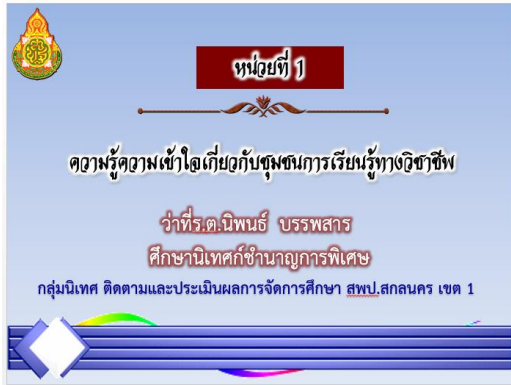 หน่วยที่ 1
ความรู้ความเข้าใจเกี่ยวกับชุมชนการเรียนรู้ทางวิชาชีพ
ว่าที่ร.ต.นิพนธ์ บรรพสาร
ศึกษานิเทศก์ชำนาญการพิเศษ
กลุ่มนิเทศ ติดตามและประเมินผลการจัดการศึกษา สพป.สกลนคร เขต 1